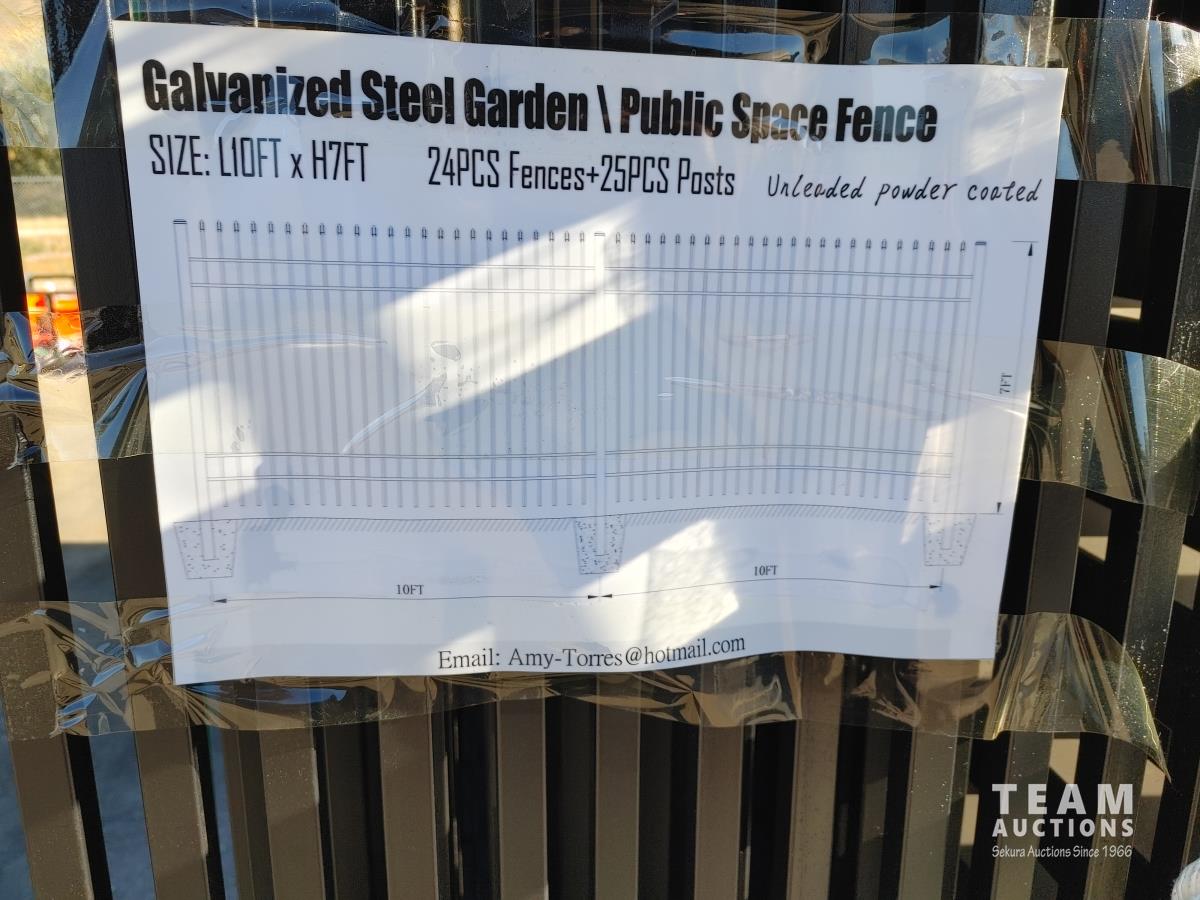 Galvanized Steel Garden \ Public Space Fence
SIZE: L10FT x H7FT 24PCS Fences+25PCS Posts Unleaded powder coated
7FT
10FT 10FT
Email: Amy-Torres@hotmail.com
TEAM
AUCTIONS
Sekura Auctions Since 1966